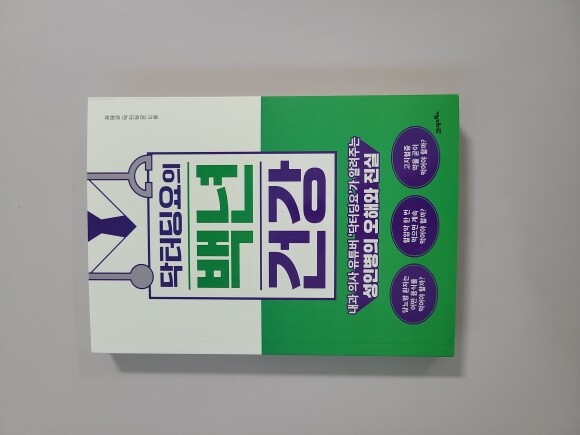 닥터딩요의
백년
건강
내과 의사 유튜버 '닥터딩요'가 알려주는
성인병의 오해와 진실
당뇨병 환자는
어떤 음식을
먹어야 할까?
혈압약 한 번
먹으면 계속
먹어야 할까?
고지혈증
약을 굳이
먹어야 할까?